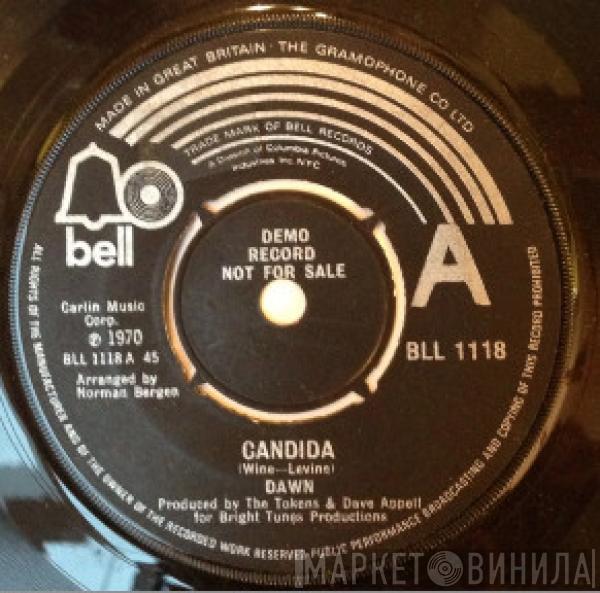 MADE IN GREAT BRITAIN · THE GRAMOPHONE CO LTD
TRADE MARK OF BELL RECORDS
a Division of Columbia Pictures
Industries Inc. NYC
bell
DEMO
RECORD
NOT FOR SALE
A
Carlin Music
Corp.
℗ 1970
BLL 1118 A 45
Arranged by
Norman Bergen
BLL 1118
CANDIDA
(Wine—Levine)
DAWN
Produced by The Tokens & Dave Appell
for Bright Tunes Productions
ALL RIGHTS OF THE MANUFACTURER AND OF THE OWNER OF THE RECORDED WORK RESERVED. PUBLIC PERFORMANCE BROADCASTING AND COPYING OF THIS RECORD PROHIBITED
МАРКЕТ ВИНИЛА